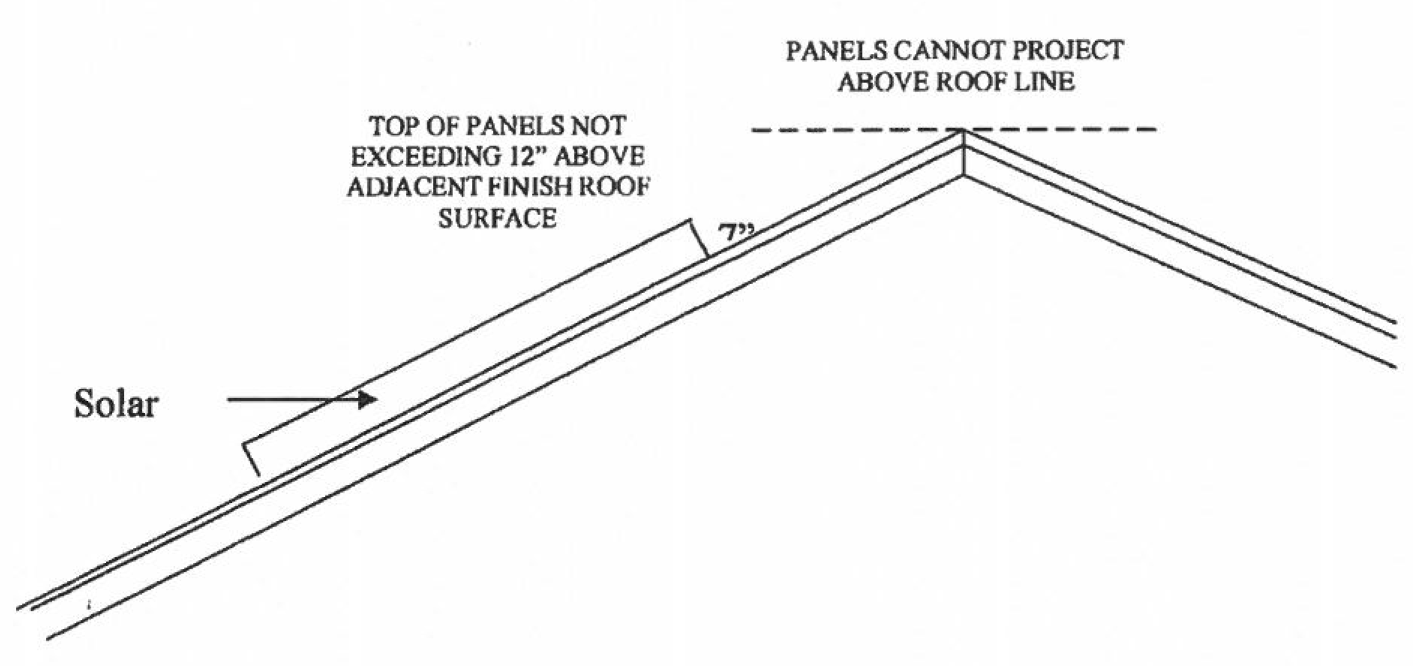 PANELS CANNOT PROJECT
ABOVE ROOF LINE
TOP OF PANELS NOT
EXCEEDING 12” ABOVE
ADJACENT FINISH ROOF
SURFACE
7”
Solar